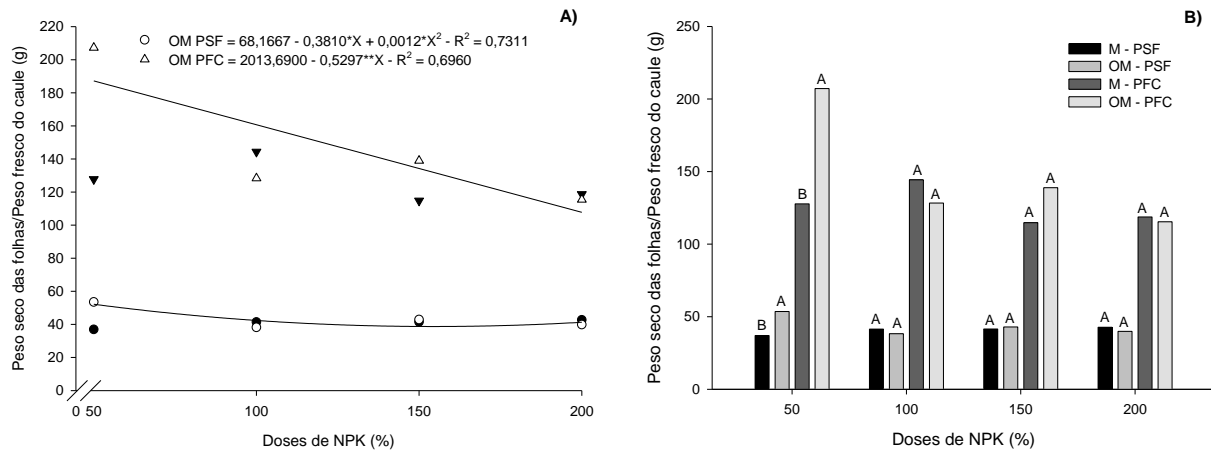 A)
OM PSF = 68,1667 - 0,3810*X + 0,0012*X² - R² = 0,7311
OM PFC = 2013,6900 - 0,5297**X - R² = 0,6960
Peso seco das folhas/Peso fresco do caule (g)
220
200
180
160
140
120
100
80
60
40
20
0
0 50 100 150 200
Doses de NPK (%)
B)
M - PSF
OM - PSF
M - PFC
OM - PFC
Peso seco das folhas/Peso fresco do caule (g)
250
200
150
100
50
0
B A B A
A A A A
A A A A
A A A A
50 100 150 200
Doses de NPK (%)